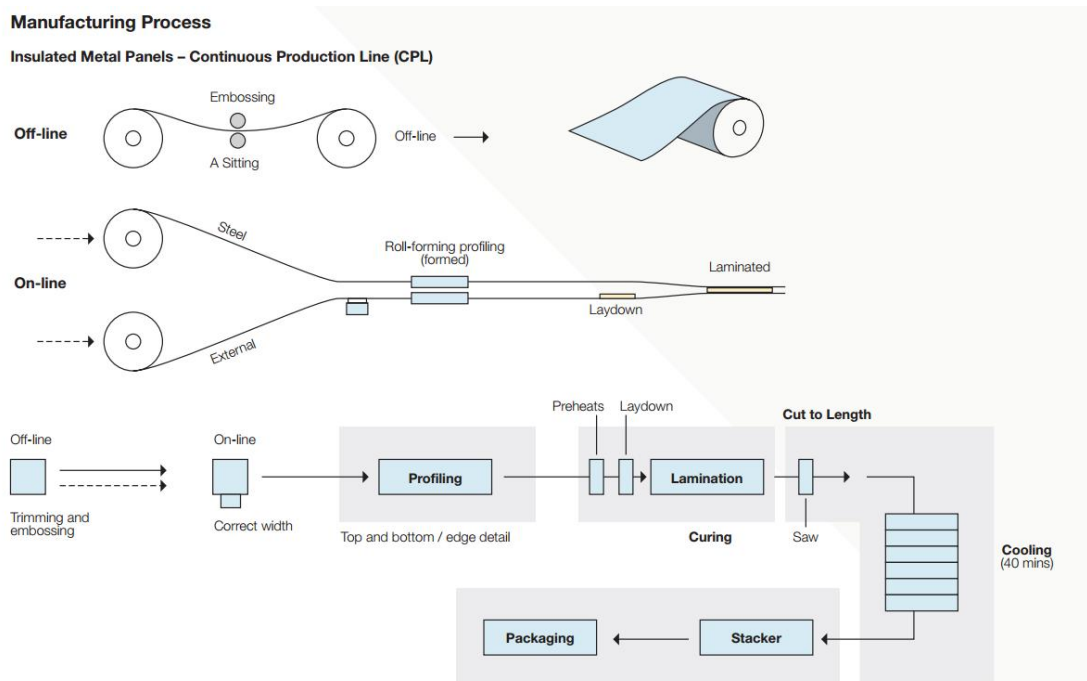 Manufacturing Process
Insulated Metal Panels – Continuous Production Line (CPL)
Embossing
Off-line
Off-line
A Sitting
Steel
Roll-forming profiling
(formed)
Laminated
On-line
Laydown
External
Preheats
Laydown
Cut to Length
Off-line
On-line
Profiling
Lamination
Trimming and
embossing
Correct width
Top and bottom / edge detail
Curing
Saw
Cooling
(40 mins)
Packaging
Stacker